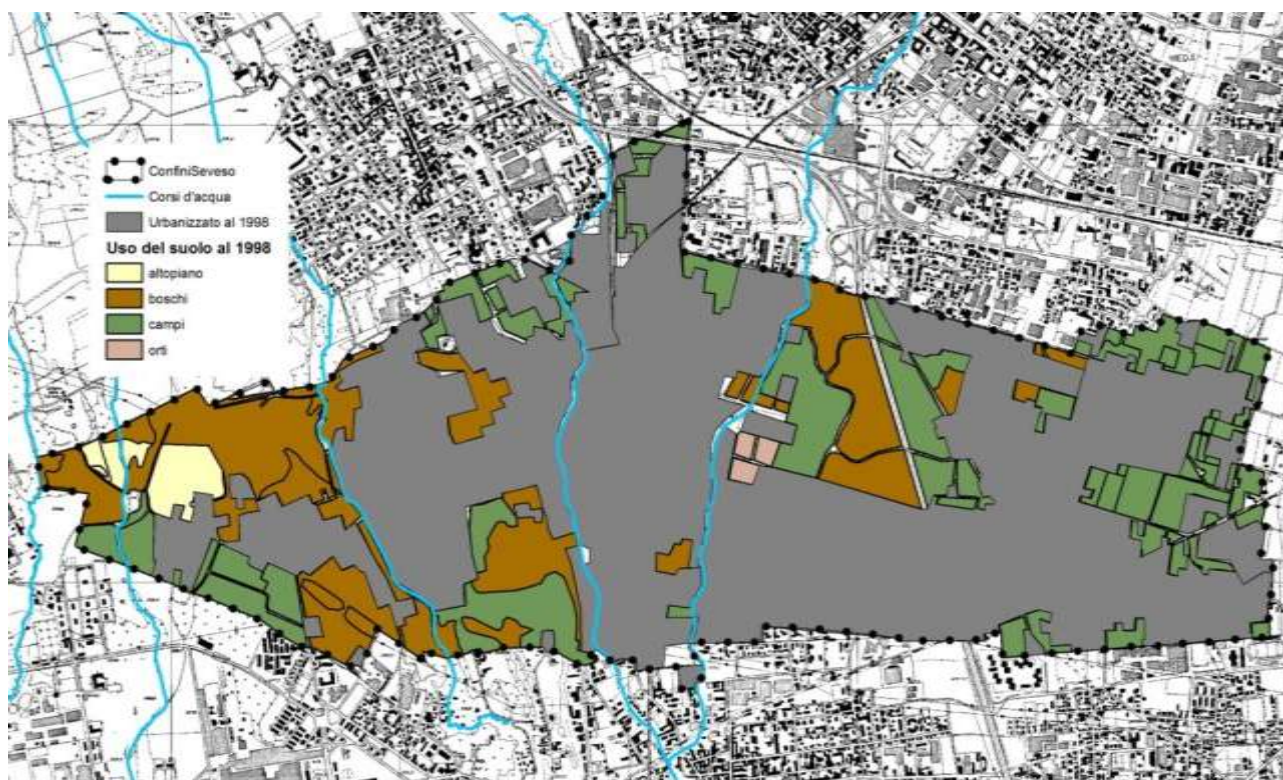 ConfiniSeveso
Corsi d'acqua
Urbanizzato al 1998
Uso del suolo al 1998
altopiano
boschi
campi
orti